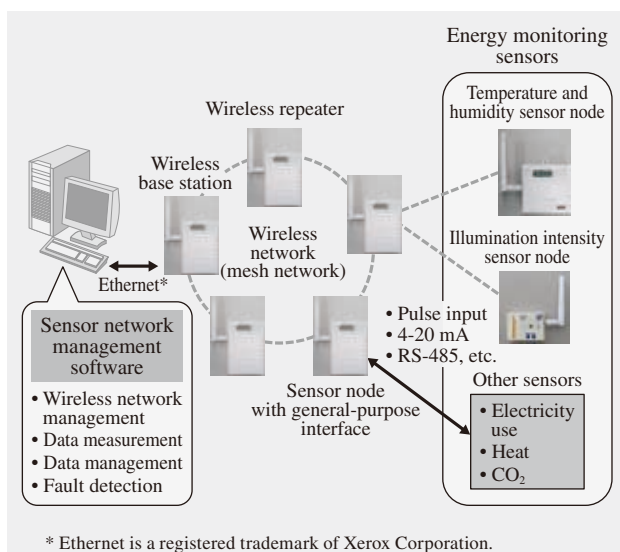 Energy monitoring
sensors
Temperature and
humidity sensor node
Wireless repeater
Wireless
base station
Wireless
network
(mesh network)
Illumination intensity
sensor node
Ethernet*
• Pulse input
• 4-20 mA
• RS-485, etc.
Sensor network
management
software
• Wireless network
management
• Data measurement
• Data management
• Fault detection
Sensor node
with general-purpose
interface
Other sensors
• Electricity
use
• Heat
• CO₂
* Ethernet is a registered trademark of Xerox Corporation.